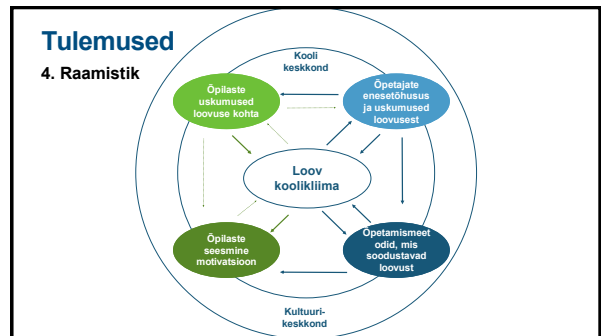 Tulemused
4. Raamistik
Kooli
keskkond
Õpilaste
uskumused
loovuse kohta
Õpetajate
enesetõhusus
ja uskumused
loovusest
Loov
koolikliima
Õpilaste
seesmine
motivatsioon
Õpetamismeet
odid, mis
soodustavad
loovust
Kultuuri-
keskkond